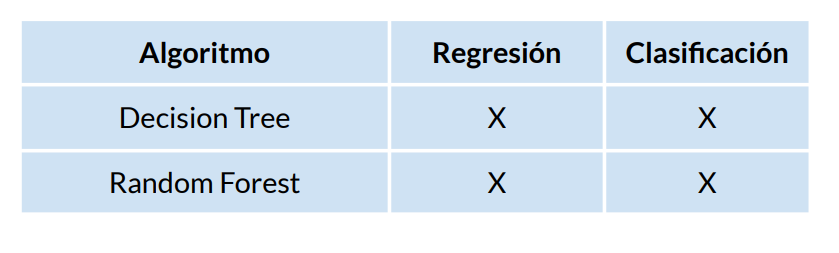 Algoritmo Regresión Clasificación
Decision Tree X X
Random Forest X X